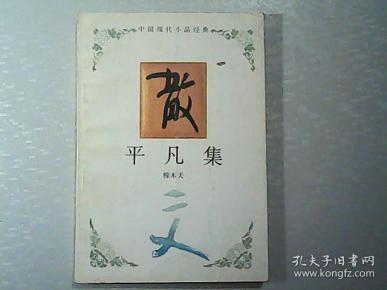 中国现代小品经典
散
平凡集
穆木天
文
孔夫子旧书网
www.kongfz.com